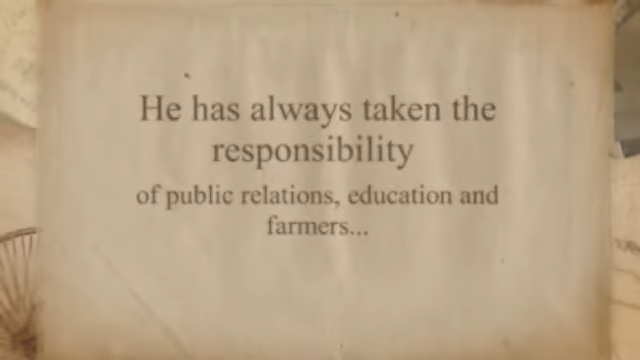 He has always taken the
responsibility
of public relations, education and
farmers...